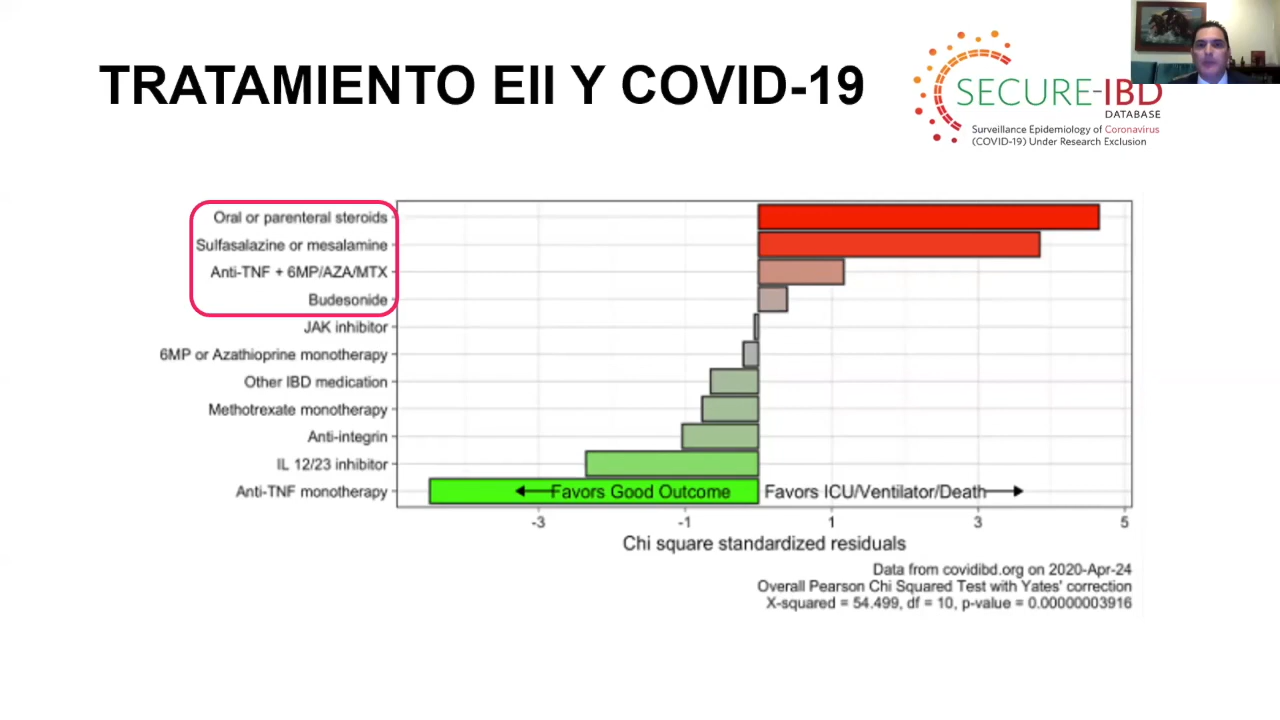 TRATAMIENTO EII Y COVID-19
SECURE-IBD
DATABASE
Surveillance Epidemiology of Coronavirus
(COVID-19) Under Research Exclusion
Oral or parenteral steroids
Sulfasalazine or mesalamine
Anti-TNF + 6MP/AZA/MTX
Budesonide
JAK inhibitor
6MP or Azathioprine monotherapy
Other IBD medication
Methotrexate monotherapy
Anti-integrin
IL 12/23 inhibitor
Anti-TNF monotherapy
Favors Good Outcome
Favors ICU/Ventilator/Death
-3 -1 1 3 5
Chi square standardized residuals
Data from covidibd.org on 2020-Apr-24
Overall Pearson Chi Squared Test with Yates' correction
X-squared = 54.499, df = 10, p-value = 0.00000003916